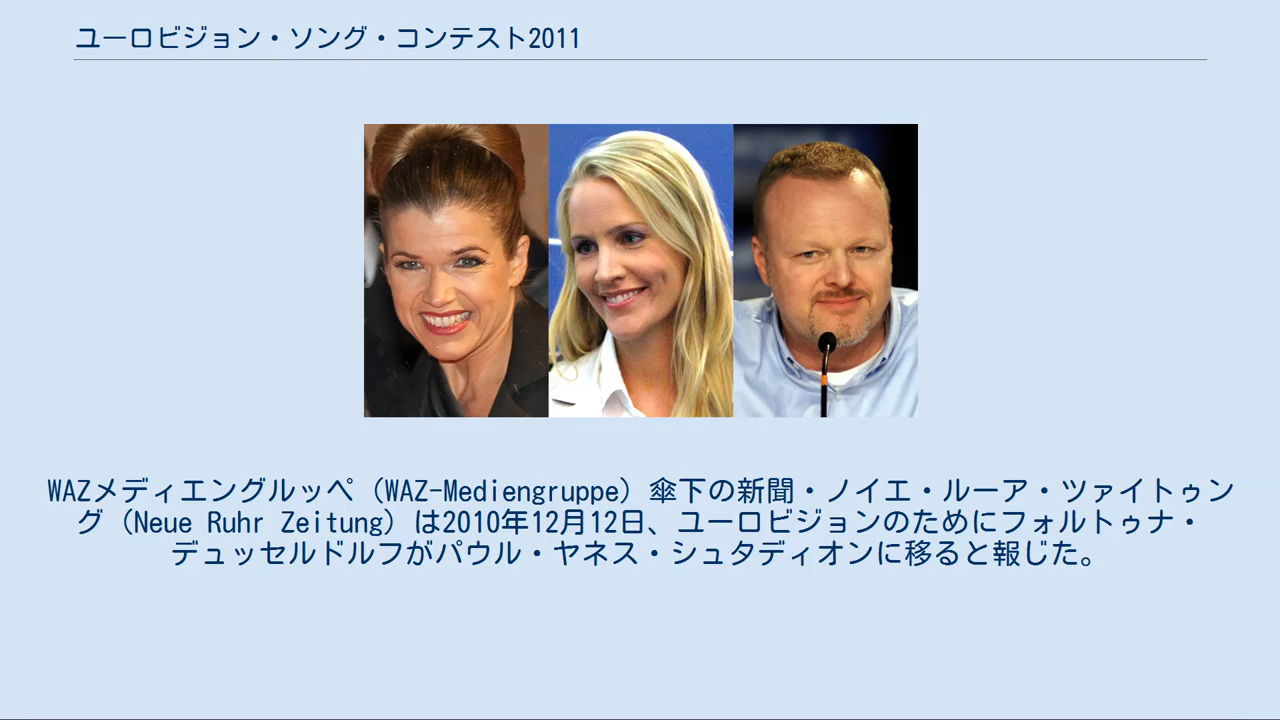 ユーロビジョン・ソング・コンテスト2011
WAZメディエングルッペ（WAZ-Mediengruppe）傘下の新聞・ノイエ・ルーア・ツァイトゥン
グ（Neue Ruhr Zeitung）は2010年12月12日、ユーロビジョンのためにフォルトゥナ・
デュッセルドルフがパウル・ヤネス・シュタディオンに移ると報じた。